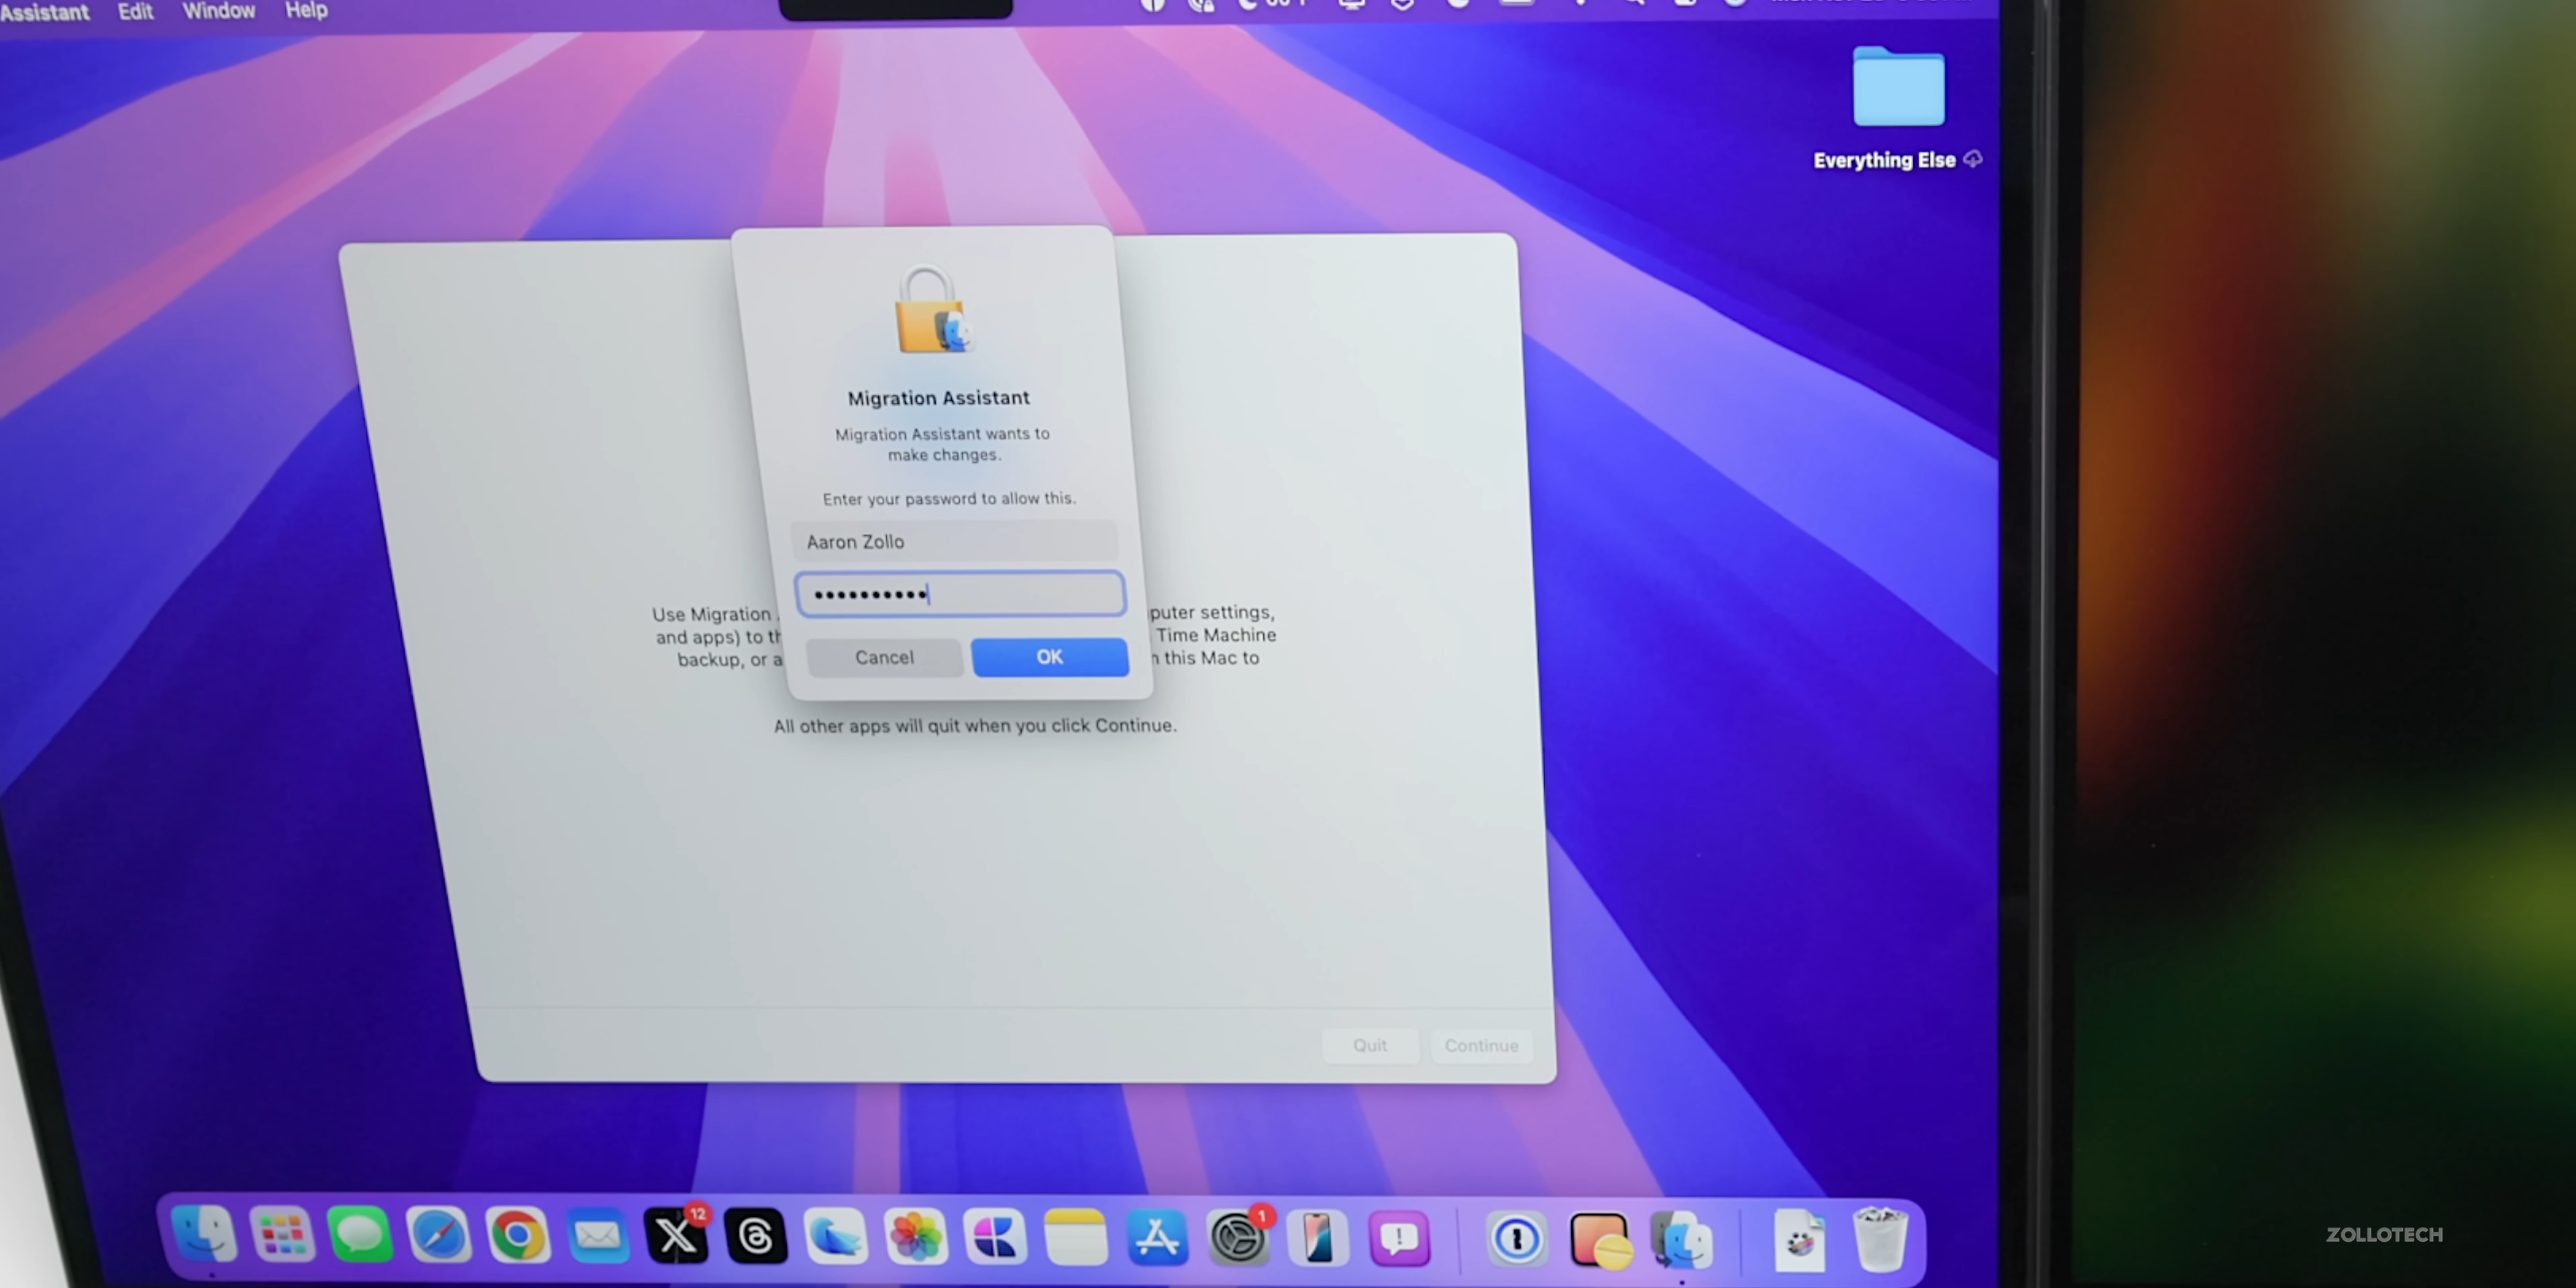 Assistant Edit Window Help
Everything Else
Migration Assistant
Migration Assistant wants to
make changes.
Enter your password to allow this.
Aaron Zollo
••••••••••
Cancel OK
Use Migration puter settings,
and apps) to Time Machine
backup, or a this Mac to
All other apps will quit when you click Continue.
Quit Continue
12
1
ZOLLOTECH